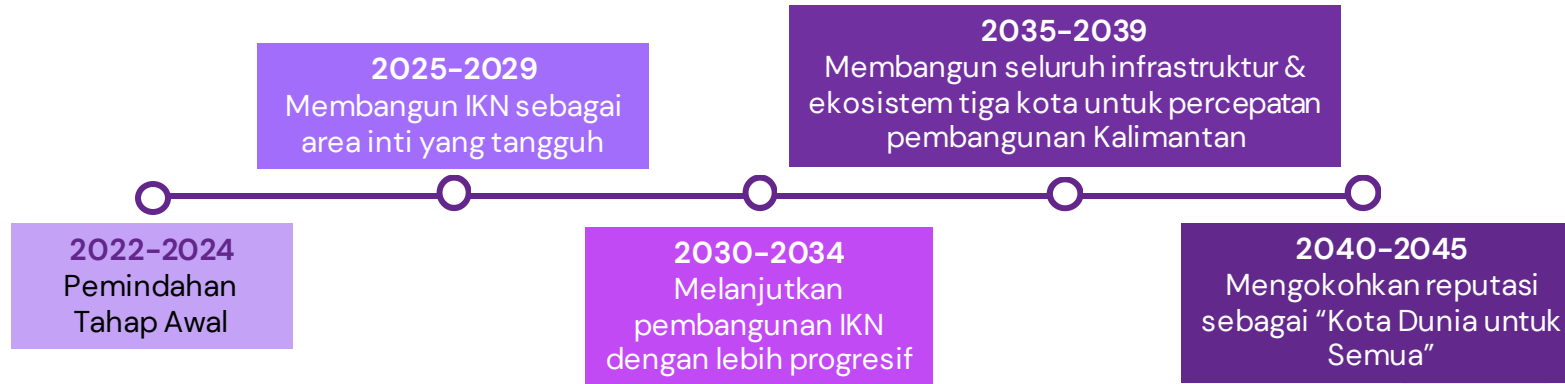 2022–2024
Pemindahan
Tahap Awal
2025–2029
Membangun IKN sebagai
area inti yang tangguh
2030–2034
Melanjutkan
pembangunan IKN
dengan lebih progresif
2035–2039
Membangun seluruh infrastruktur &
ekosistem tiga kota untuk percepatan
pembangunan Kalimantan
2040–2045
Mengokohkan reputasi
sebagai “Kota Dunia untuk
Semua”